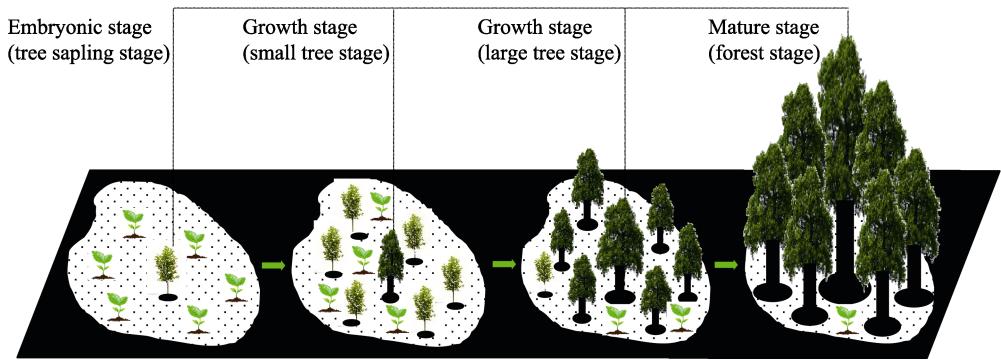 Embryonic stage
(tree sapling stage)
Growth stage
(small tree stage)
Growth stage
(large tree stage)
Mature stage
(forest stage)